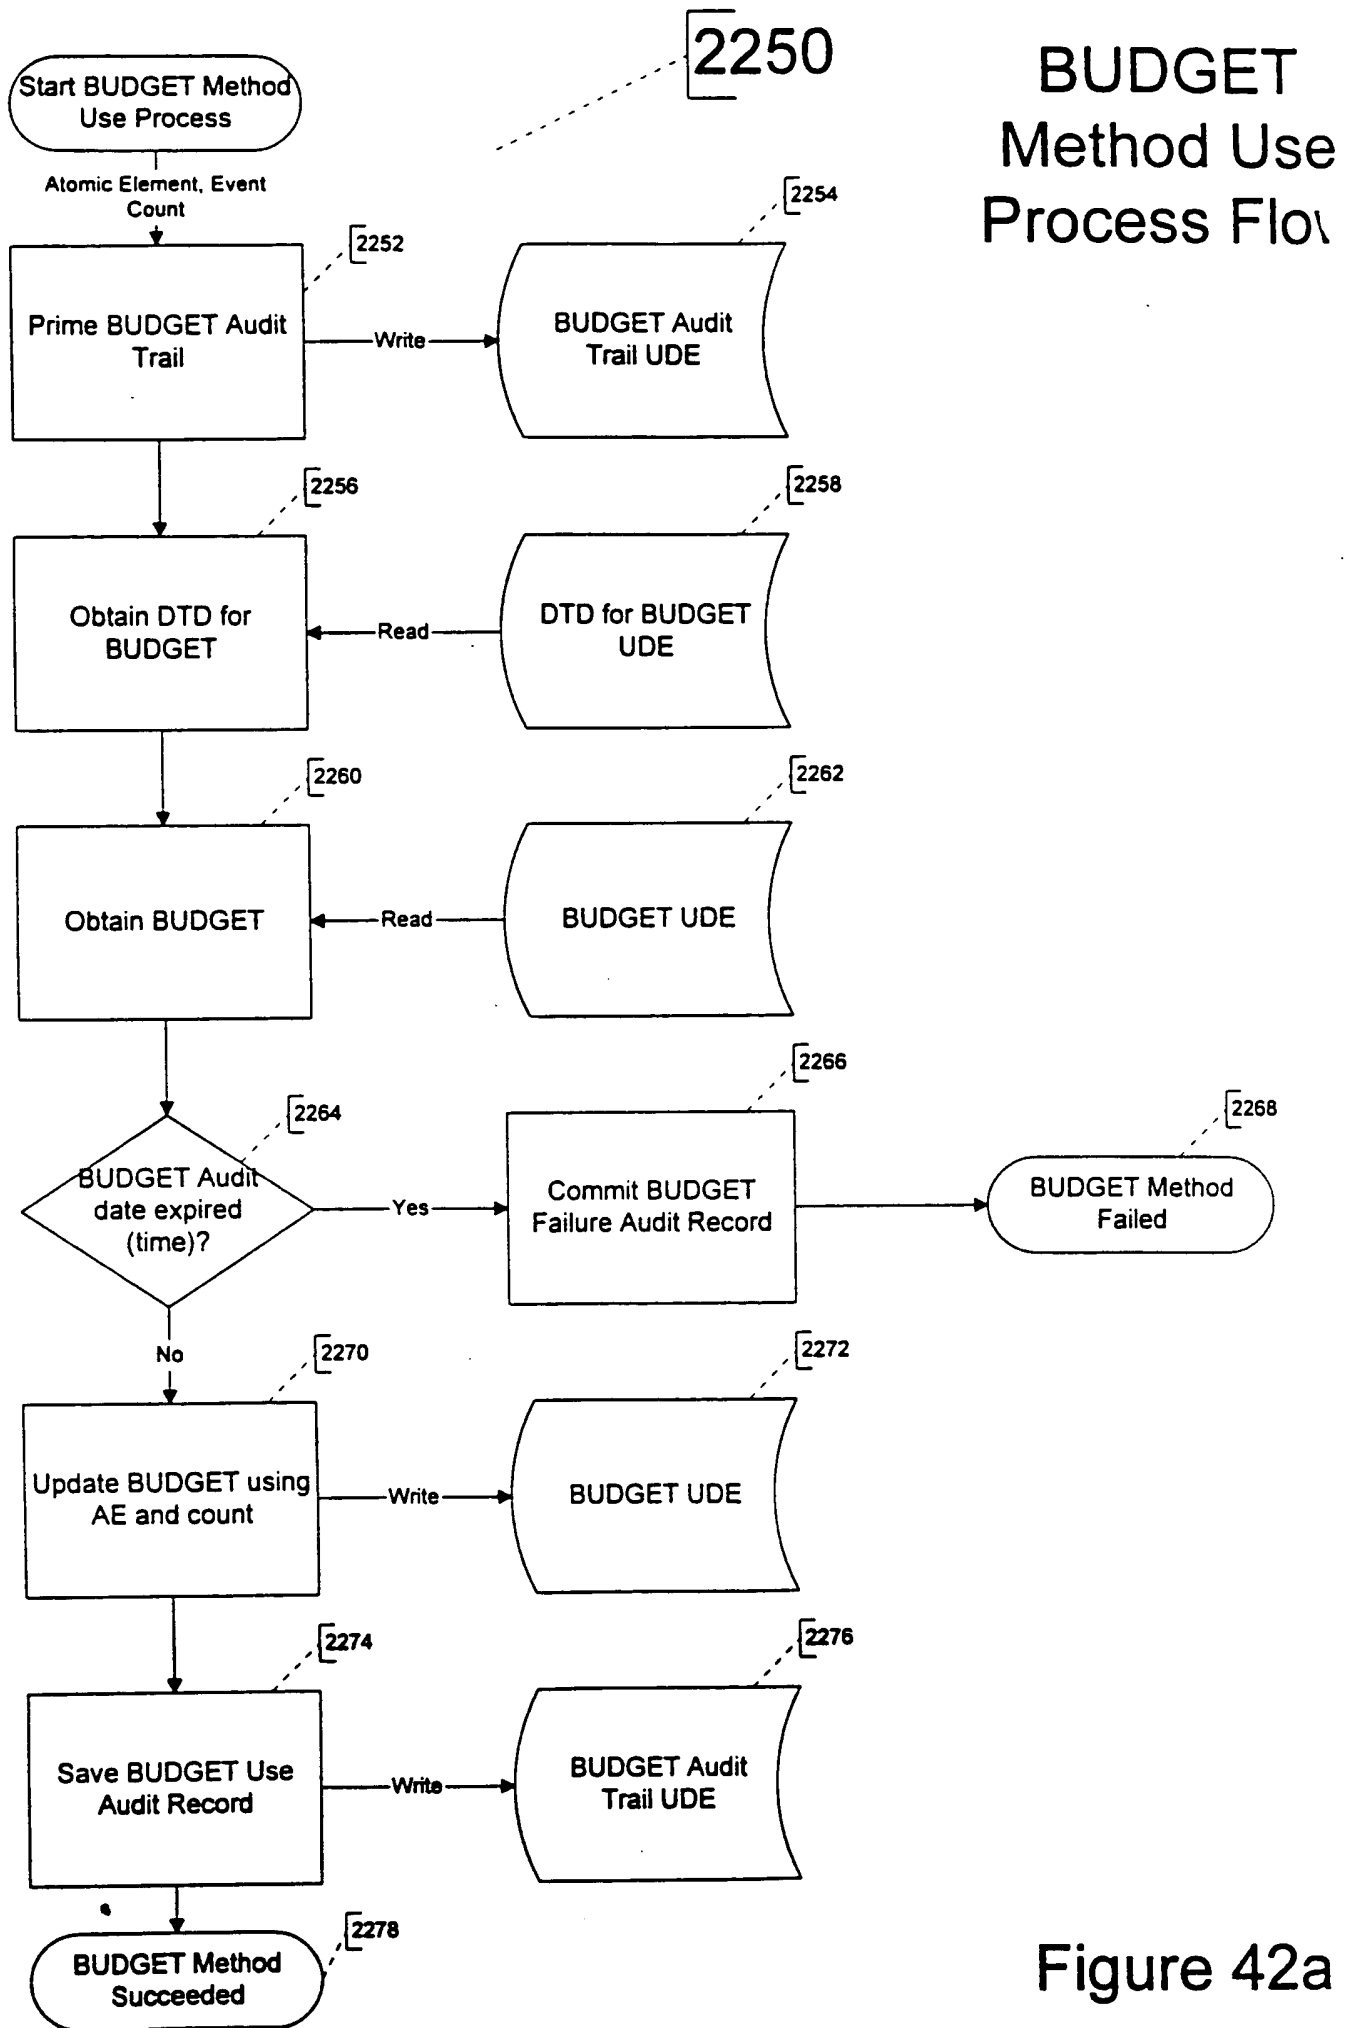 2250
BUDGET
Method Use
Process Flo
Start BUDGET Method
Use Process
Atomic Element, Event
Count
2252
2254
Prime BUDGET Audit
Trail
Write
BUDGET Audit
Trail UDE
2256
2258
Obtain DTD for
BUDGET
Read
DTD for BUDGET
UDE
2260
2262
Obtain BUDGET
Read
BUDGET UDE
2264
2266
2268
BUDGET Audit
date expired
(time)?
Yes
Commit BUDGET
Failure Audit Record
BUDGET Method
Failed
No
2270
2272
Update BUDGET using
AE and count
Write
BUDGET UDE
2274
2276
Save BUDGET Use
Audit Record
Write
BUDGET Audit
Trail UDE
2278
BUDGET Method
Succeeded
Figure 42a